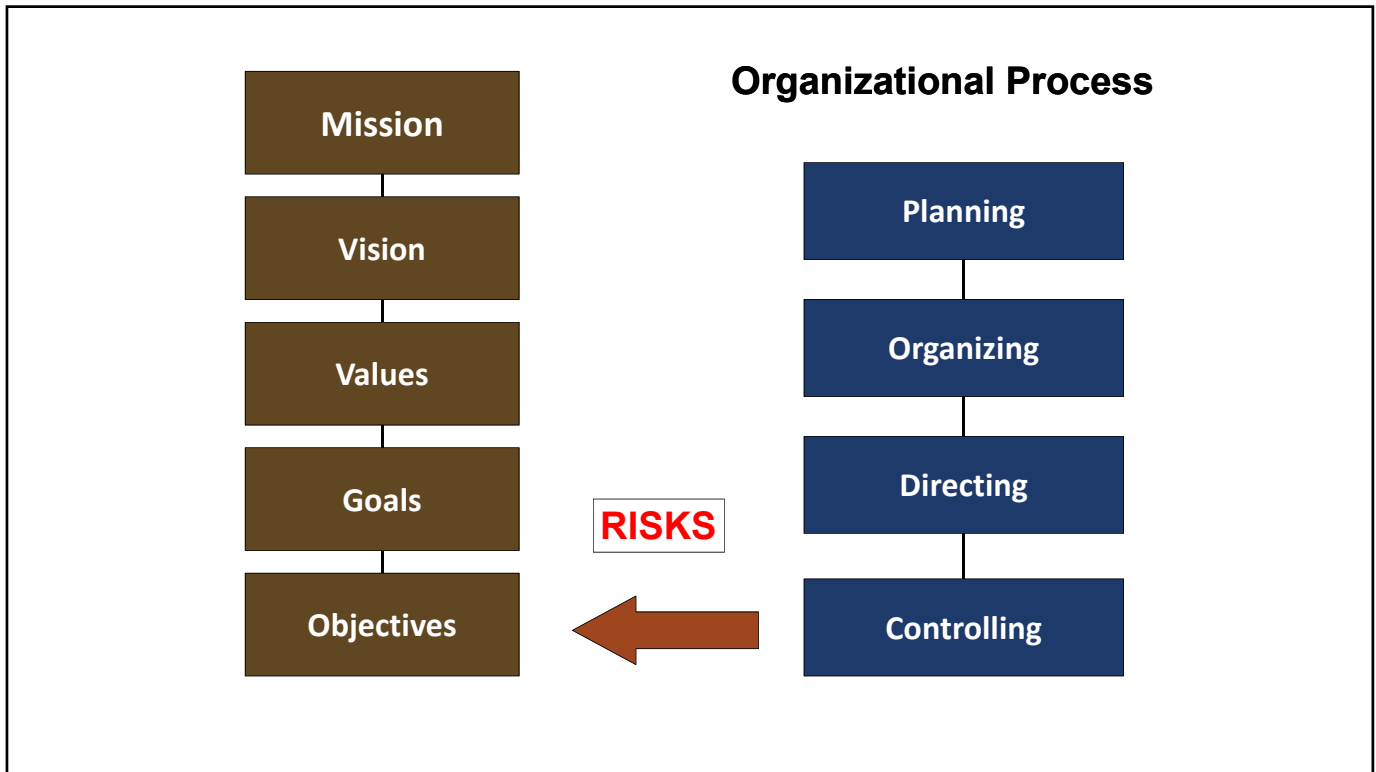 Organizational Process
Mission
Vision
Values
Goals
Objectives
RISKS
Planning
Organizing
Directing
Controlling